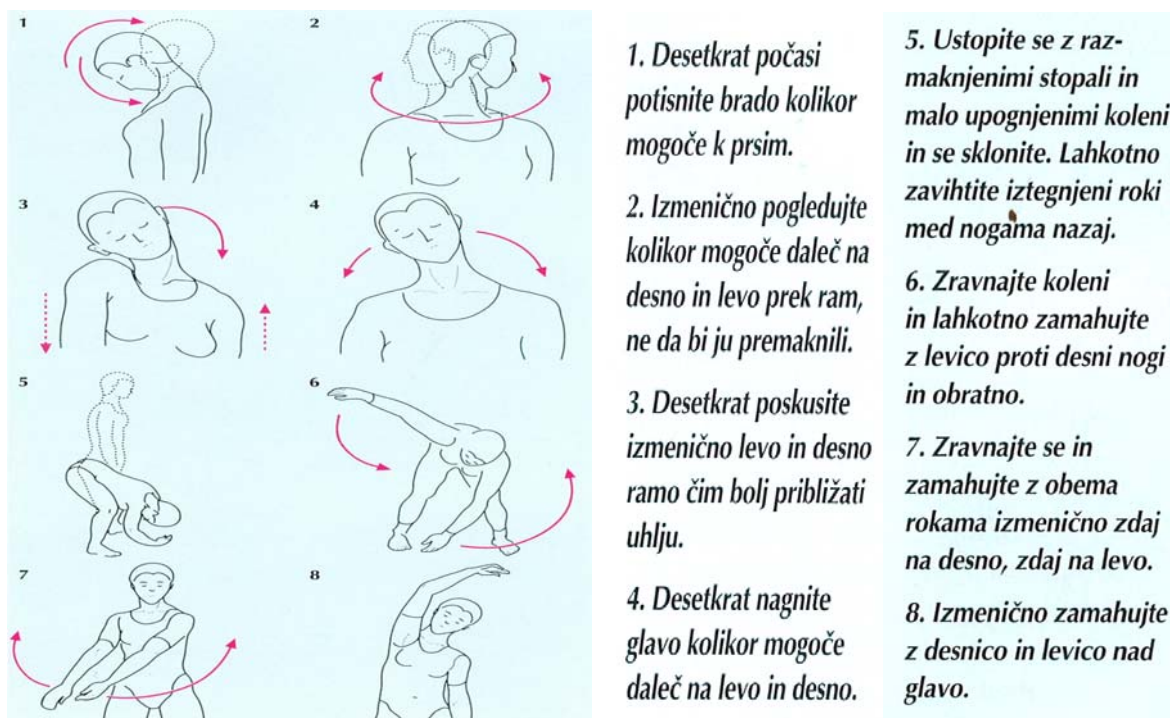 1
2
3
4
5
6
7
8
1. Desetkrat počasi
potisnite brado kolikor
mogoče k prsim.
2. Izmenično pogledujte
kolikor mogoče daleč na
desno in levo prek ram,
ne da bi ju premaknili.
3. Desetkrat poskusite
izmenično levo in desno
ramo čim bolj približati
uhlju.
4. Desetkrat nagnite
glavo kolikor mogoče
daleč na levo in desno.
5. Ustopite se z raz-
maknjenimi stopali in
malo upognjenimi koleni
in se sklonite. Lahkotno
zavihtite iztegnjeni roki
med nogama nazaj.
6. Zravnajte koleni
in lahkotno zamahujte
z levico proti desni nogi
in obratno.
7. Zravnajte se in
zamahujte z obema
rokama izmenično zdaj
na desno, zdaj na levo.
8. Izmenično zamahujte
z desnico in levico nad
glavo.